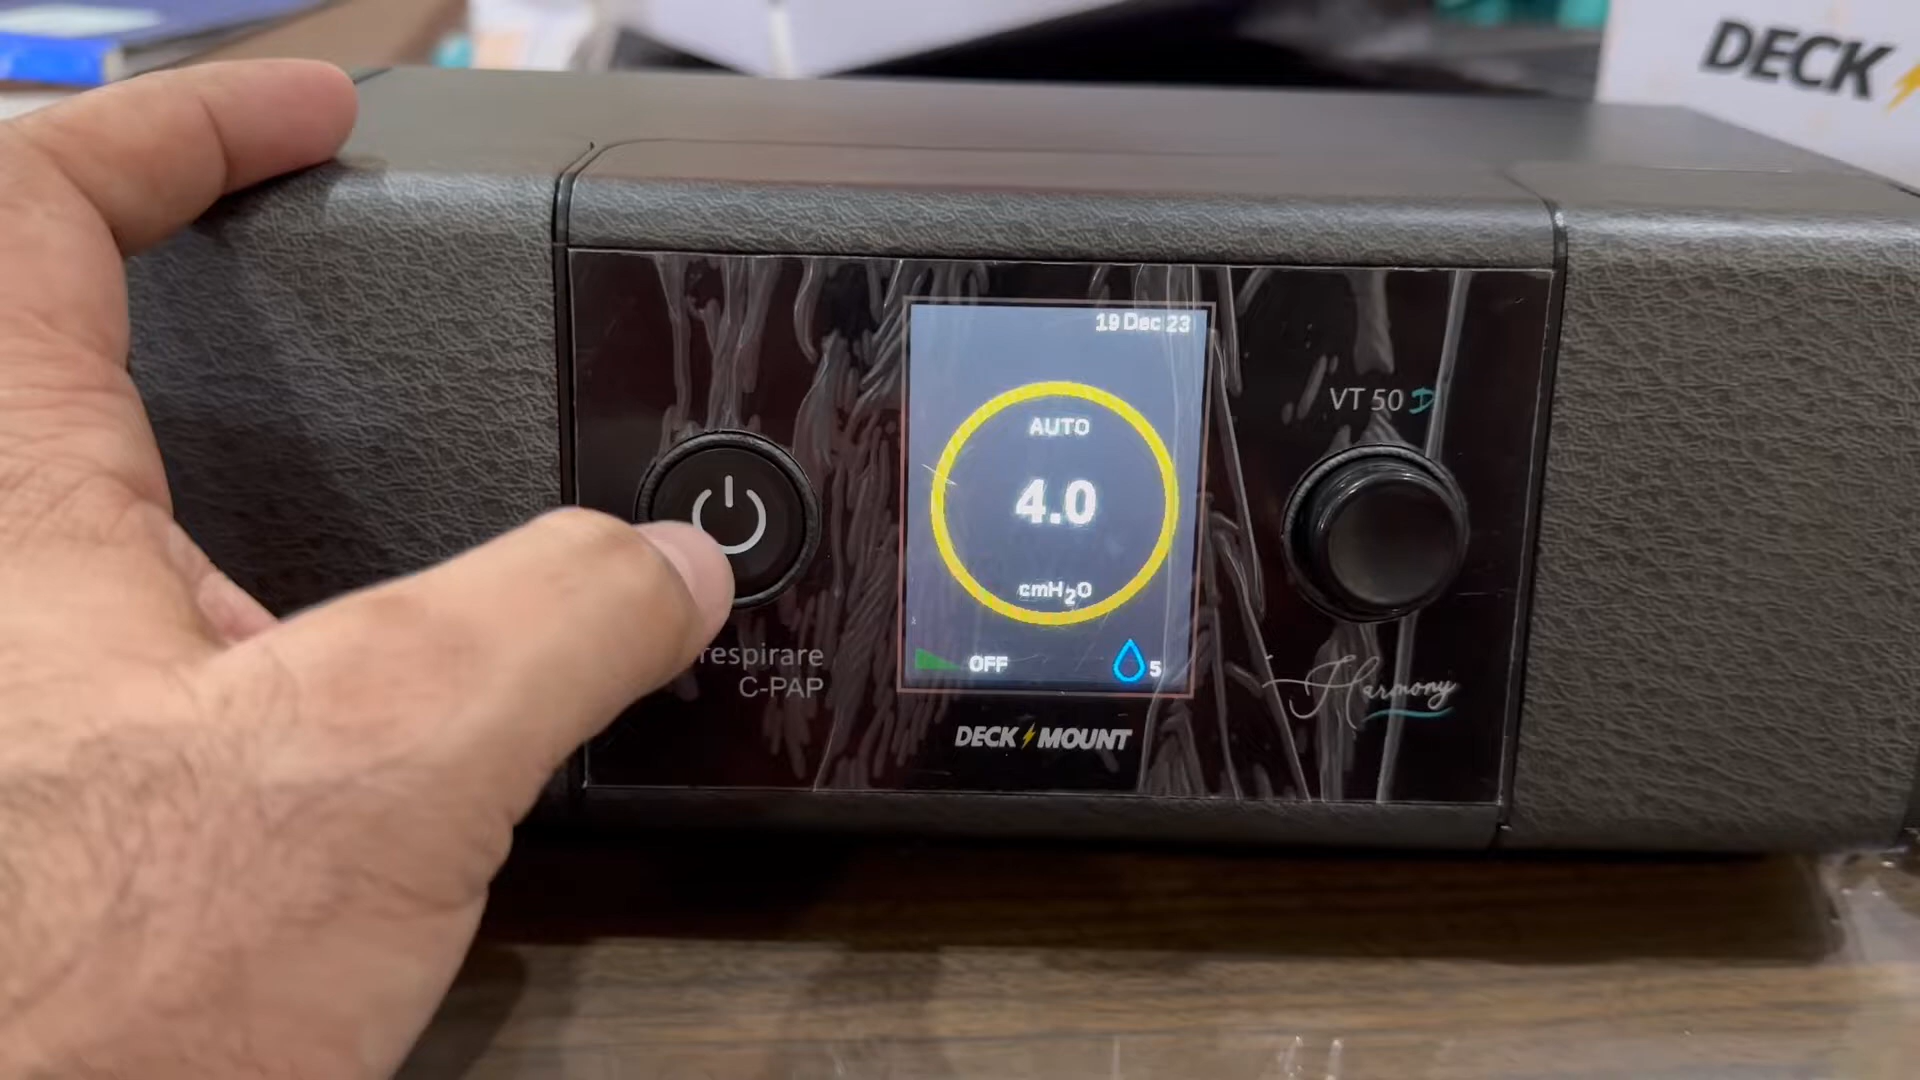 DECK
19 Dec 23
VT 50 D
AUTO
4.0
cmH₂O
OFF
5
respirare
C-PAP
Harmony
DECK MOUNT